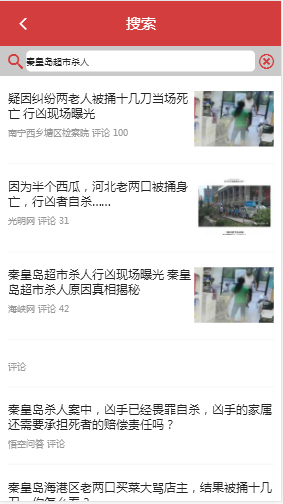 搜索
秦皇岛超市杀人
疑因纠纷两老人被捅十几刀当场死
亡 行凶现场曝光
南宁西乡塘区检察院 评论 100
因为半个西瓜，河北老两口被捅身
亡，行凶者自杀……
光明网 评论 31
秦皇岛超市杀人行凶现场曝光 秦皇
岛超市杀人原因真相揭秘
海峡网 评论 42
评论
秦皇岛杀人案中，凶手已经畏罪自杀，凶手的家属
还需要承担死者的赔偿责任吗？
悟空问答 评论
秦皇岛海港区老两口买菜大骂店主，结果被捅十几